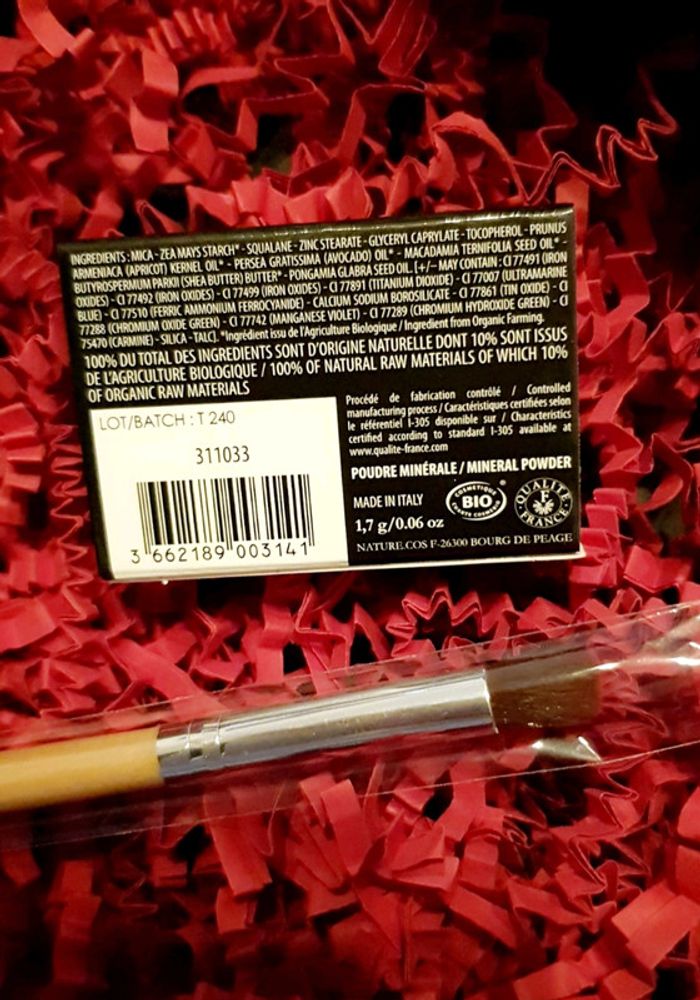 INGREDIENTS : MICA - ZEA MAYS STARCH* - SQUALANE - ZINC STEARATE - GLYCERYL CAPRYLATE - TOCOPHEROL - PRUNUS
ARMENIACA (APRICOT) KERNEL OIL* - PERSEA GRATISSIMA (AVOCADO) OIL* - MACADAMIA TERNIFOLIA SEED OIL* -
BUTYROSPERMUM PARKII (SHEA BUTTER) BUTTER* - PONGAMIA GLABRA SEED OIL. [+/- MAY CONTAIN : CI 77491 (IRON
OXIDES) - CI 77492 (IRON OXIDES) - CI 77499 (IRON OXIDES) - CI 77891 (TITANIUM DIOXIDE) - CI 77007 (ULTRAMARINE
BLUE) - CI 77510 (FERRIC AMMONIUM FERROCYANIDE) - CALCIUM SODIUM BOROSILICATE - CI 77861 (TIN OXIDE) - CI
77288 (CHROMIUM OXIDE GREEN) - CI 77742 (MANGANESE VIOLET) - CI 77289 (CHROMIUM HYDROXIDE GREEN) - CI
75470 (CARMINE) - SILICA - TALC]. *Ingrédient issu de l'Agriculture Biologique / Ingredient from Organic Farming.
100% DU TOTAL DES INGREDIENTS SONT D'ORIGINE NATURELLE DONT 10% SONT ISSUS
DE L'AGRICULTURE BIOLOGIQUE / 100% OF NATURAL RAW MATERIALS OF WHICH 10%
OF ORGANIC RAW MATERIALS
LOT/BATCH : T 240
311033
3 662189 003141
Procédé de fabrication contrôlé / Controlled
manufacturing process / Caractéristiques certifiées selon
le référentiel I-305 disponible sur / Characteristics
certified according to standard I-305 available at
www.qualite-france.com
POUDRE MINÉRALE / MINERAL POWDER
MADE IN ITALY
1,7 g/0.06 oz
COSMETIQUE
BIO
CHARTE COSMEBIO
QUALITÉ
F
FRANCE
NATURE.COS F-26300 BOURG DE PEAGE